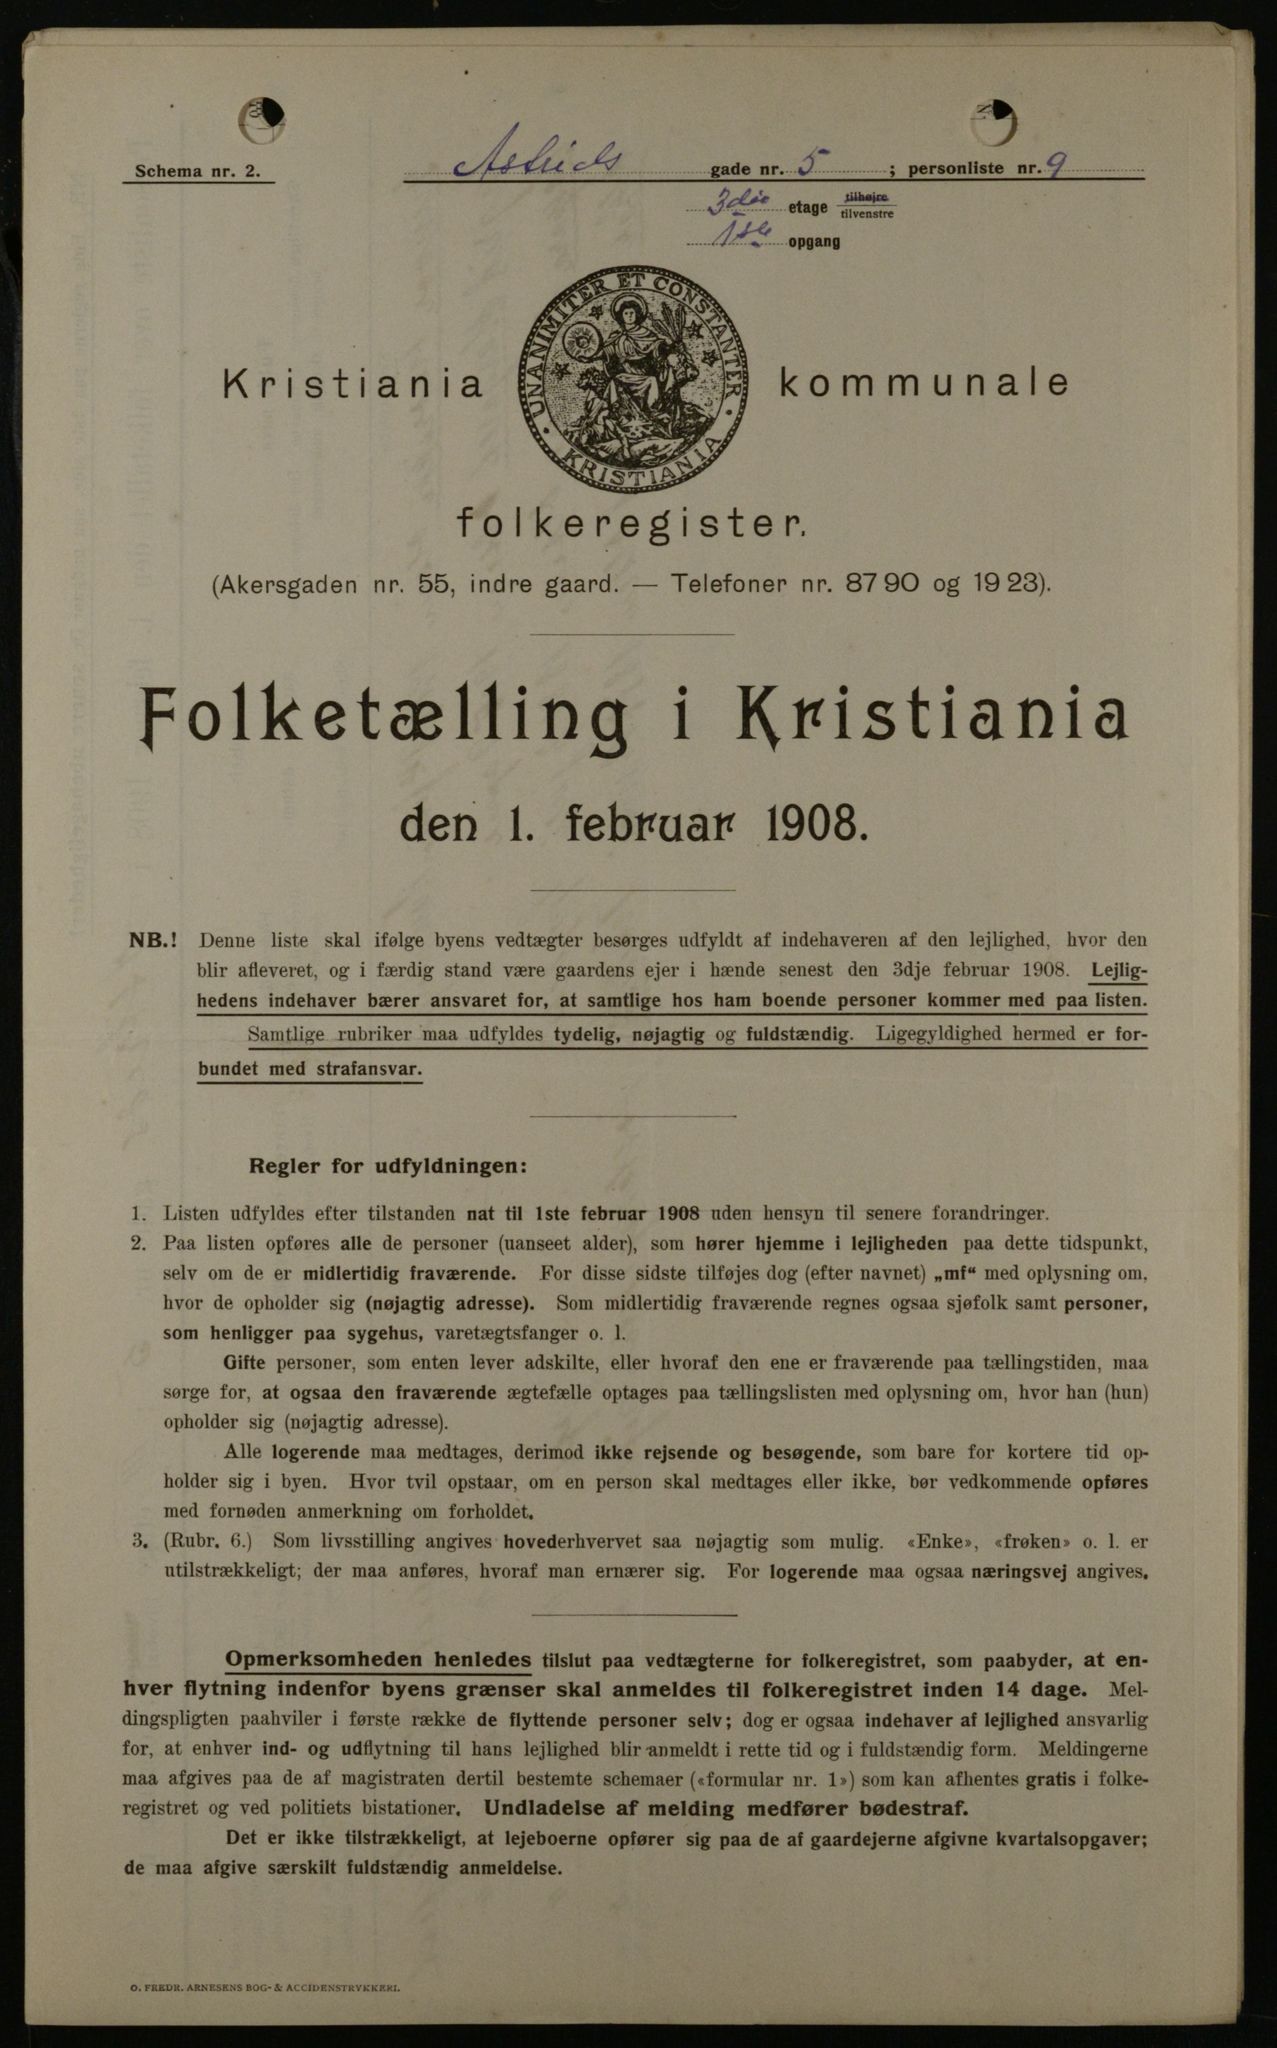 Schema nr. 2.
Astrids gade nr. 5 ; personliste nr. 9
3die etage tilhøjre
tilvenstre
1ste opgang
UNANIMITER ET CONSTANTER
KRISTIANIA
Kristiania kommunale
folkeregister.
(Akersgaden nr. 55, indre gaard. — Telefoner nr. 8790 og 1923).
Folketælling i Kristiania
den 1. februar 1908.
NB.! Denne liste skal ifølge byens vedtægter besørges udfyldt af indehaveren af den lejlighed, hvor den
blir afleveret, og i færdig stand være gaardens ejer i hænde senest den 3dje februar 1908. Lejlig-
hedens indehaver bærer ansvaret for, at samtlige hos ham boende personer kommer med paa listen.
Samtlige rubriker maa udfyldes tydelig, nøjagtig og fuldstændig. Ligegyldighed hermed er for-
bundet med strafansvar.
Regler for udfyldningen:
1. Listen udfyldes efter tilstanden nat til 1ste februar 1908 uden hensyn til senere forandringer.
2. Paa listen opføres alle de personer (uanseet alder), som hører hjemme i lejligheden paa dette tidspunkt,
selv om de er midlertidig fraværende. For disse sidste tilføjes dog (efter navnet) „mf“ med oplysning om,
hvor de opholder sig (nøjagtig adresse). Som midlertidig fraværende regnes ogsaa sjøfolk samt personer,
som henligger paa sygehus, varetægtsfanger o. l.
Gifte personer, som enten lever adskilte, eller hvoraf den ene er fraværende paa tællingstiden, maa
sørge for, at ogsaa den fraværende ægtefælle optages paa tællingslisten med oplysning om, hvor han (hun)
opholder sig (nøjagtig adresse).
Alle logerende maa medtages, derimod ikke rejsende og besøgende, som bare for kortere tid op-
holder sig i byen. Hvor tvil opstaar, om en person skal medtages eller ikke, bør vedkommende opføres
med fornøden anmerkning om forholdet.
3. (Rubr. 6.) Som livsstilling angives hovederhvervet saa nøjagtig som mulig. «Enke», «frøken» o. l. er
utilstrækkeligt; der maa anføres, hvoraf man ernærer sig. For logerende maa ogsaa næringsvej angives.
Opmerksomheden henledes tilslut paa vedtægterne for folkeregistret, som paabyder, at en-
hver flytning indenfor byens grænser skal anmeldes til folkeregistret inden 14 dage. Mel-
dingspligten paahviler i første række de flyttende personer selv; dog er ogsaa indehaver af lejlighed ansvarlig
for, at enhver ind- og udflytning til hans lejlighed blir anmeldt i rette tid og i fuldstændig form. Meldingerne
maa afgives paa de af magistraten dertil bestemte schemaer («formular nr. 1») som kan afhentes gratis i folke-
registret og ved politiets bistationer. Undladelse af melding medfører bødestraf.
Det er ikke tilstrækkeligt, at lejeboerne opfører sig paa de af gaardejerne afgivne kvartalsopgaver;
de maa afgive særskilt fuldstændig anmeldelse.
O. FREDR. ARNESENS BOG- & ACCIDENSTRYKKERI.